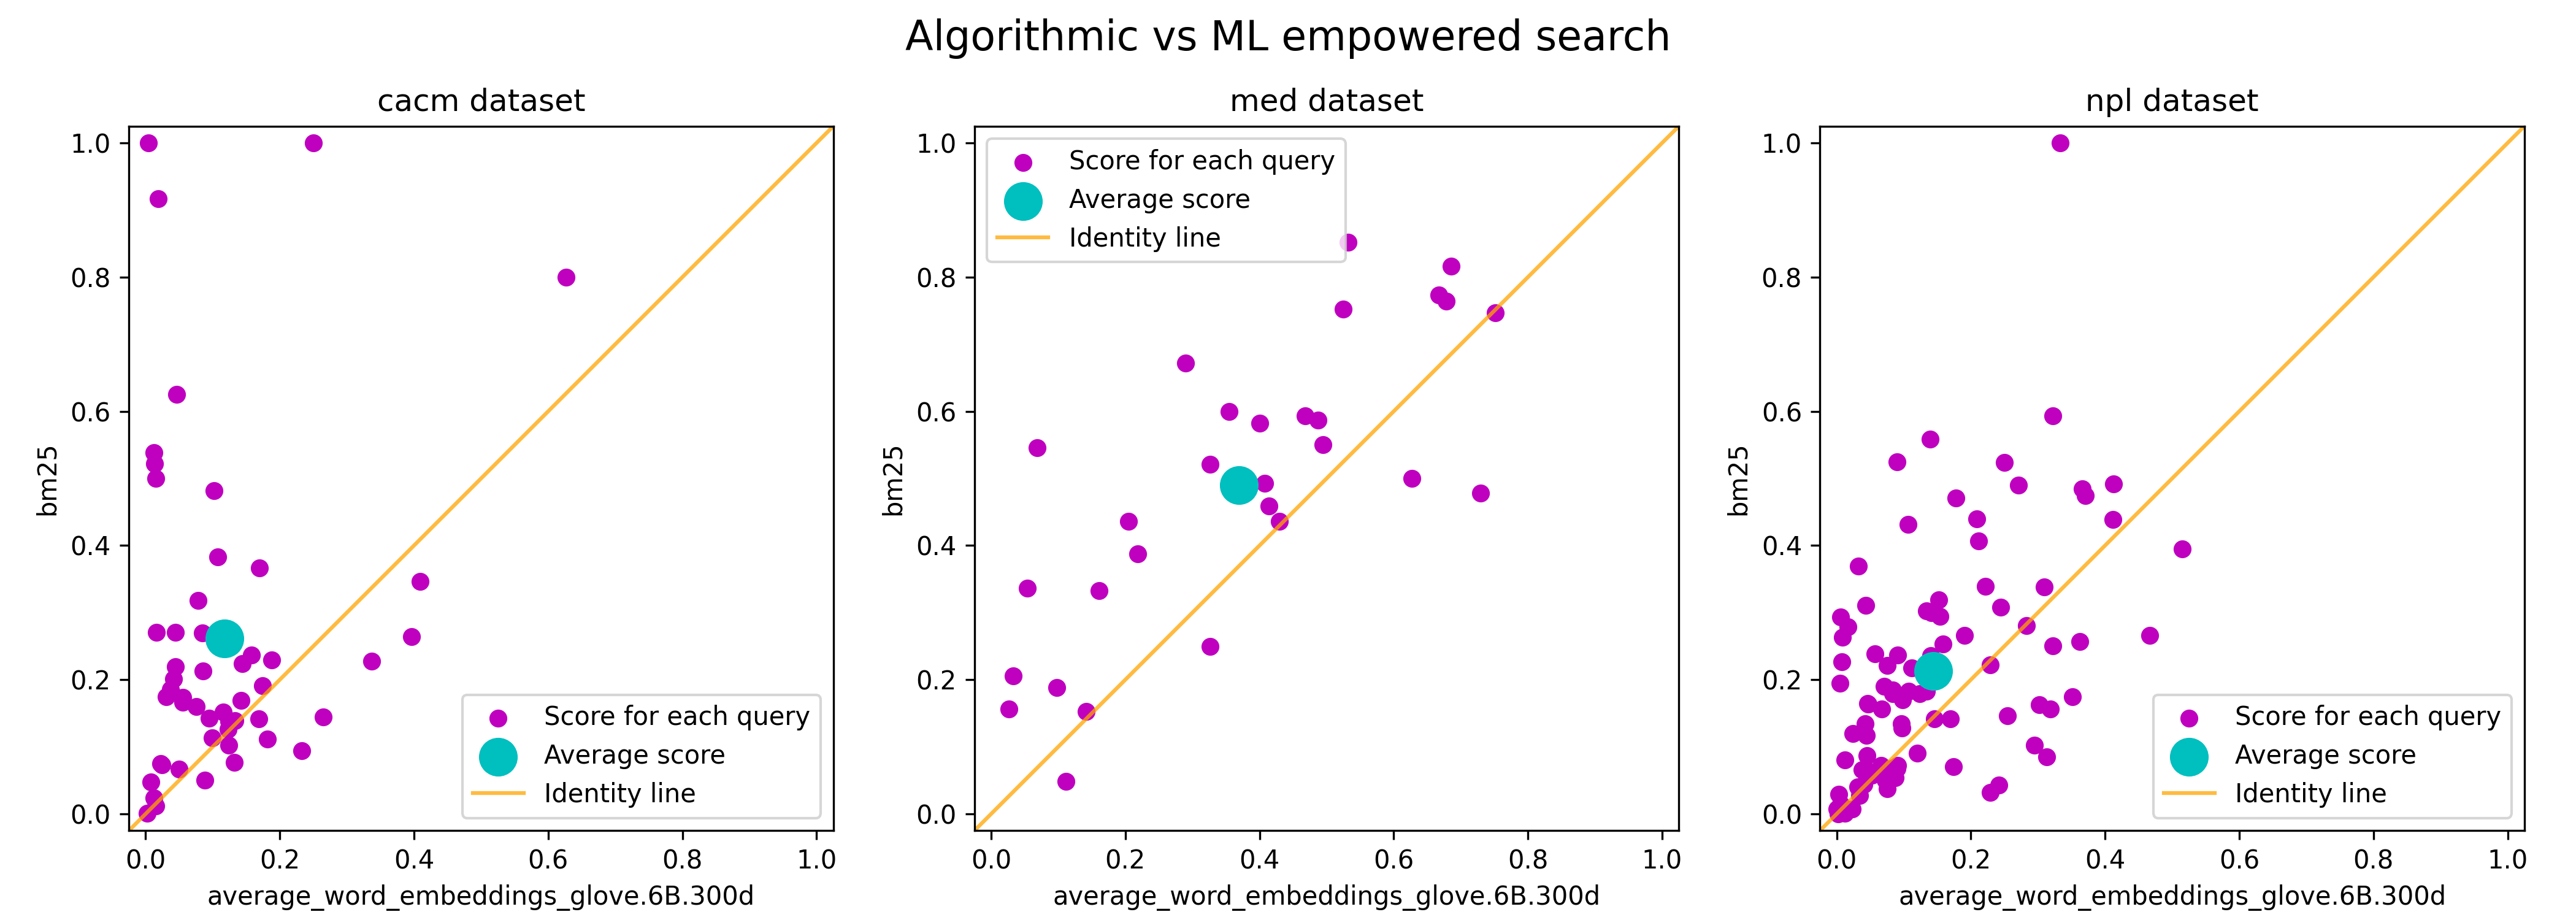 Algorithmic vs ML empowered search
cacm dataset
1.0
0.8
0.6
0.4
0.2
0.0
bm25
Score for each query
Average score
Identity line
0.0 0.2 0.4 0.6 0.8 1.0
average_word_embeddings_glove.6B.300d
med dataset
1.0
0.8
0.6
0.4
0.2
0.0
bm25
Score for each query
Average score
Identity line
0.0 0.2 0.4 0.6 0.8 1.0
average_word_embeddings_glove.6B.300d
npl dataset
1.0
0.8
0.6
0.4
0.2
0.0
bm25
Score for each query
Average score
Identity line
0.0 0.2 0.4 0.6 0.8 1.0
average_word_embeddings_glove.6B.300d